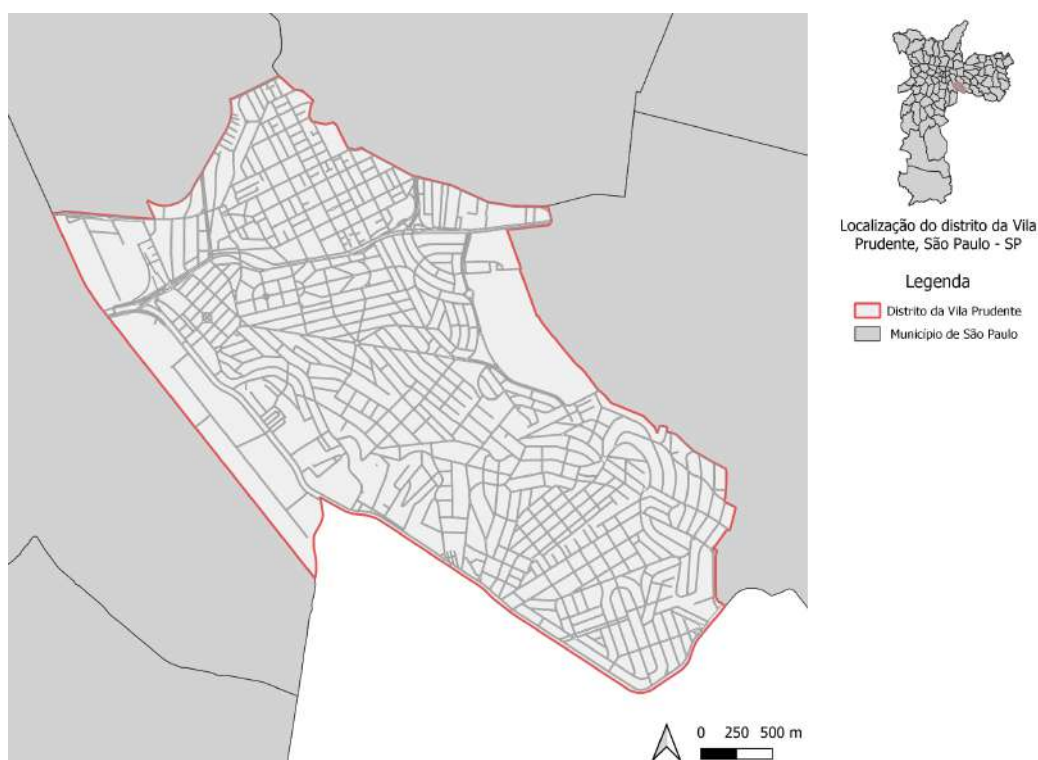 Localização do distrito da Vila
Prudente, São Paulo - SP
Legenda
Distrito da Vila Prudente
Município de São Paulo
0 250 500 m